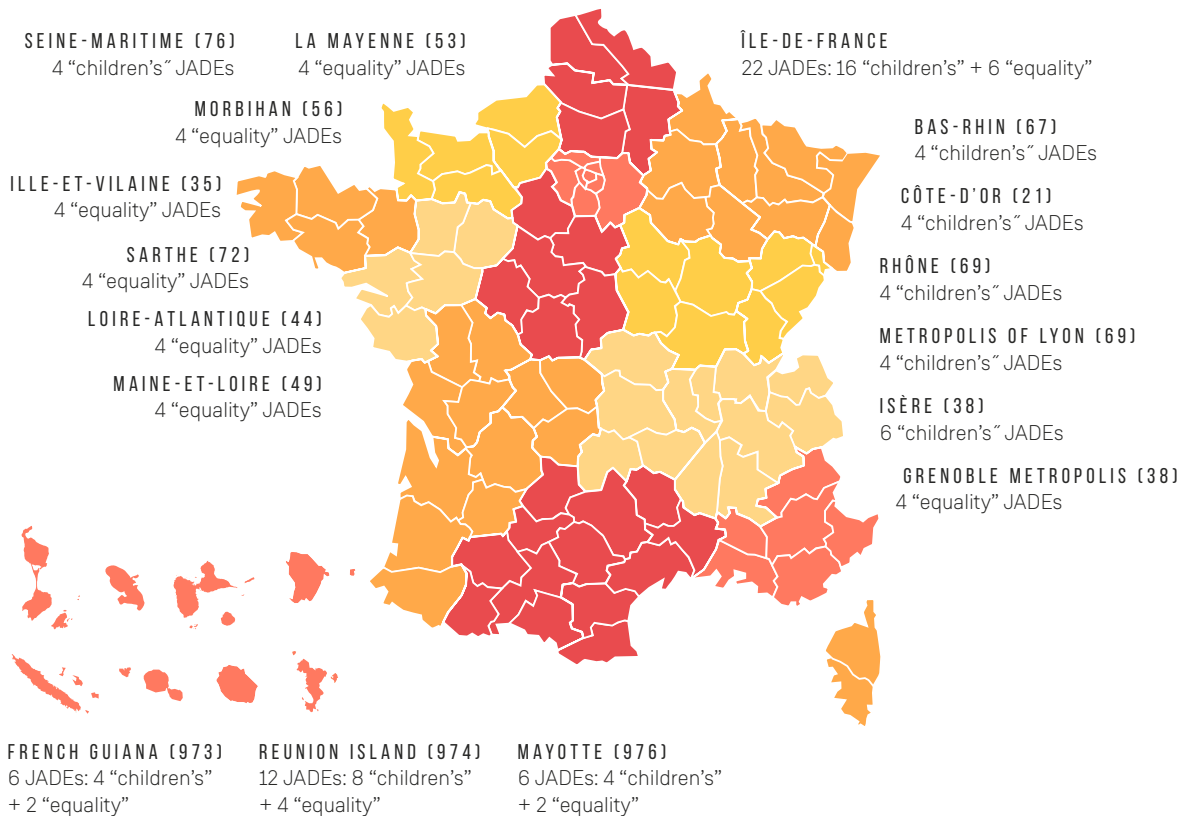 SEINE-MARITIME (76)
4 “children’s˝ JADEs
LA MAYENNE (53)
4 “equality” JADEs
ÎLE-DE-FRANCE
22 JADEs: 16 “children’s” + 6 “equality”
MORBIHAN (56)
4 “equality” JADEs
BAS-RHIN (67)
4 “children’s˝ JADEs
ILLE-ET-VILAINE (35)
4 “equality” JADEs
CÔTE-D'OR (21)
4 “children’s˝ JADEs
SARTHE (72)
4 “equality” JADEs
RHÔNE (69)
4 “children’s˝ JADEs
LOIRE-ATLANTIQUE (44)
4 “equality” JADEs
METROPOLIS OF LYON (69)
4 “children’s˝ JADEs
MAINE-ET-LOIRE (49)
4 “equality” JADEs
ISÈRE (38)
6 “children’s˝ JADEs
GRENOBLE METROPOLIS (38)
4 “equality” JADEs
FRENCH GUIANA (973)
6 JADEs: 4 “children’s”
+ 2 “equality”
REUNION ISLAND (974)
12 JADEs: 8 “children’s”
+ 4 “equality”
MAYOTTE (976)
6 JADEs: 4 “children’s”
+ 2 “equality”